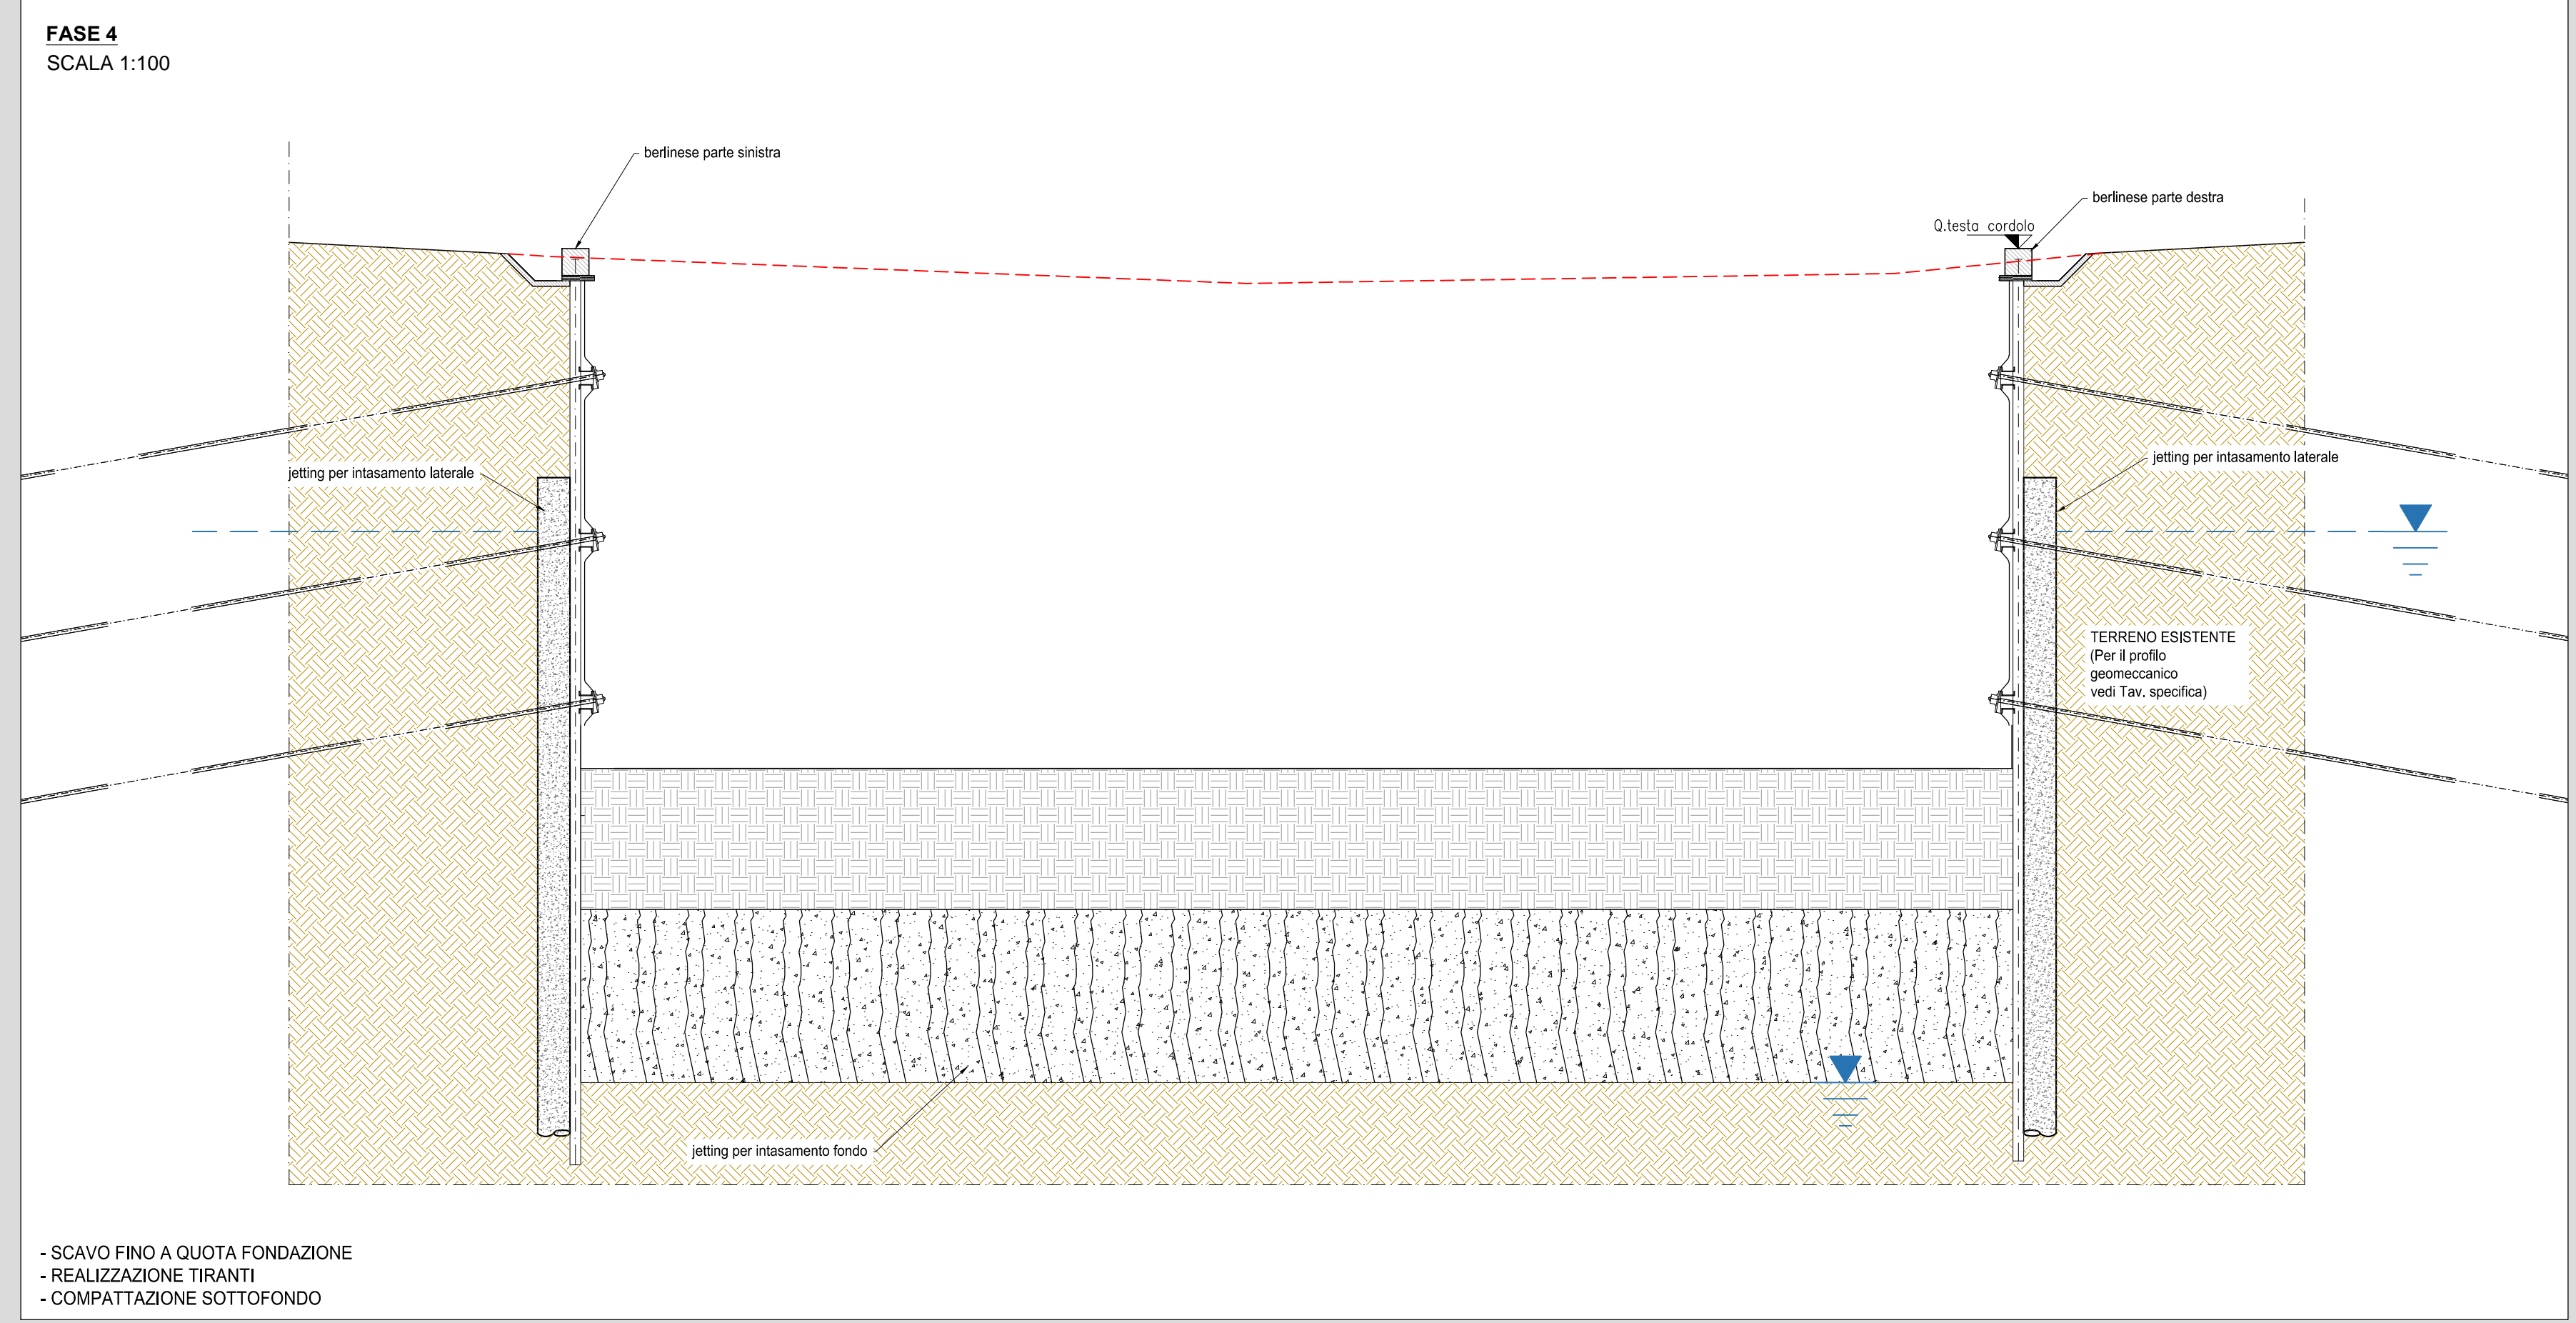 FASE 4
SCALA 1:100
berlinese parte sinistra
berlinese parte destra
Q.testa cordolo
jetting per intasamento laterale
jetting per intasamento laterale
TERRENO ESISTENTE
(Per il profilo
geomeccanico
vedi Tav. specifica)
jetting per intasamento fondo
- SCAVO FINO A QUOTA FONDAZIONE
- REALIZZAZIONE TIRANTI
- COMPATTAZIONE SOTTOFONDO